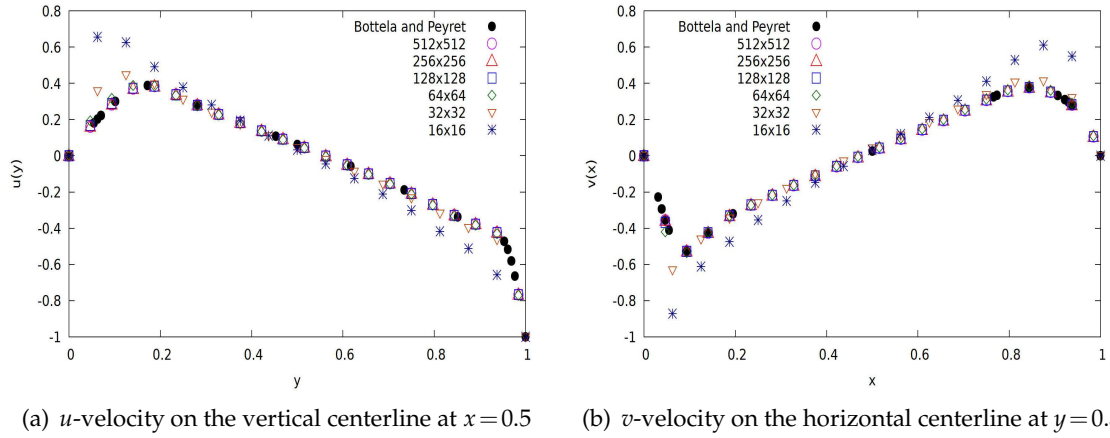 0.8
0.6
0.4
0.2
0
-0.2
-0.4
-0.6
-0.8
-1
u(y)
0 0.2 0.4 0.6 0.8 1
y
Bottela and Peyret
512x512
256x256
128x128
64x64
32x32
16x16
(a) u-velocity on the vertical centerline at x=0.5
0.8
0.6
0.4
0.2
0
-0.2
-0.4
-0.6
-0.8
-1
v(x)
0 0.2 0.4 0.6 0.8 1
x
Bottela and Peyret
512x512
256x256
128x128
64x64
32x32
16x16
(b) v-velocity on the horizontal centerline at y=0.